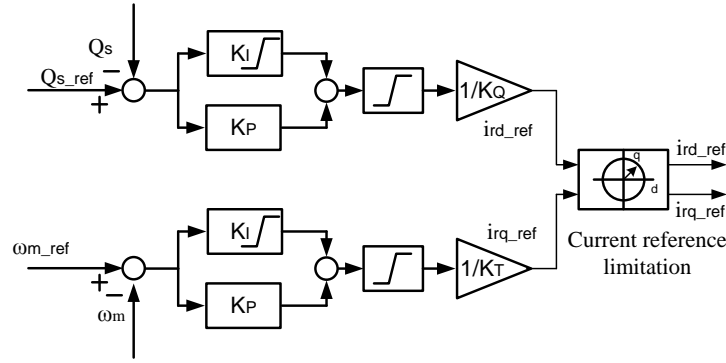 Qs
Qs_ref
−
+
KI
KP
1/KQ
ird_ref
ird_ref
q
d
irq_ref
Current reference
limitation
ωm_ref
+
−
ωm
KI
KP
1/KT
irq_ref